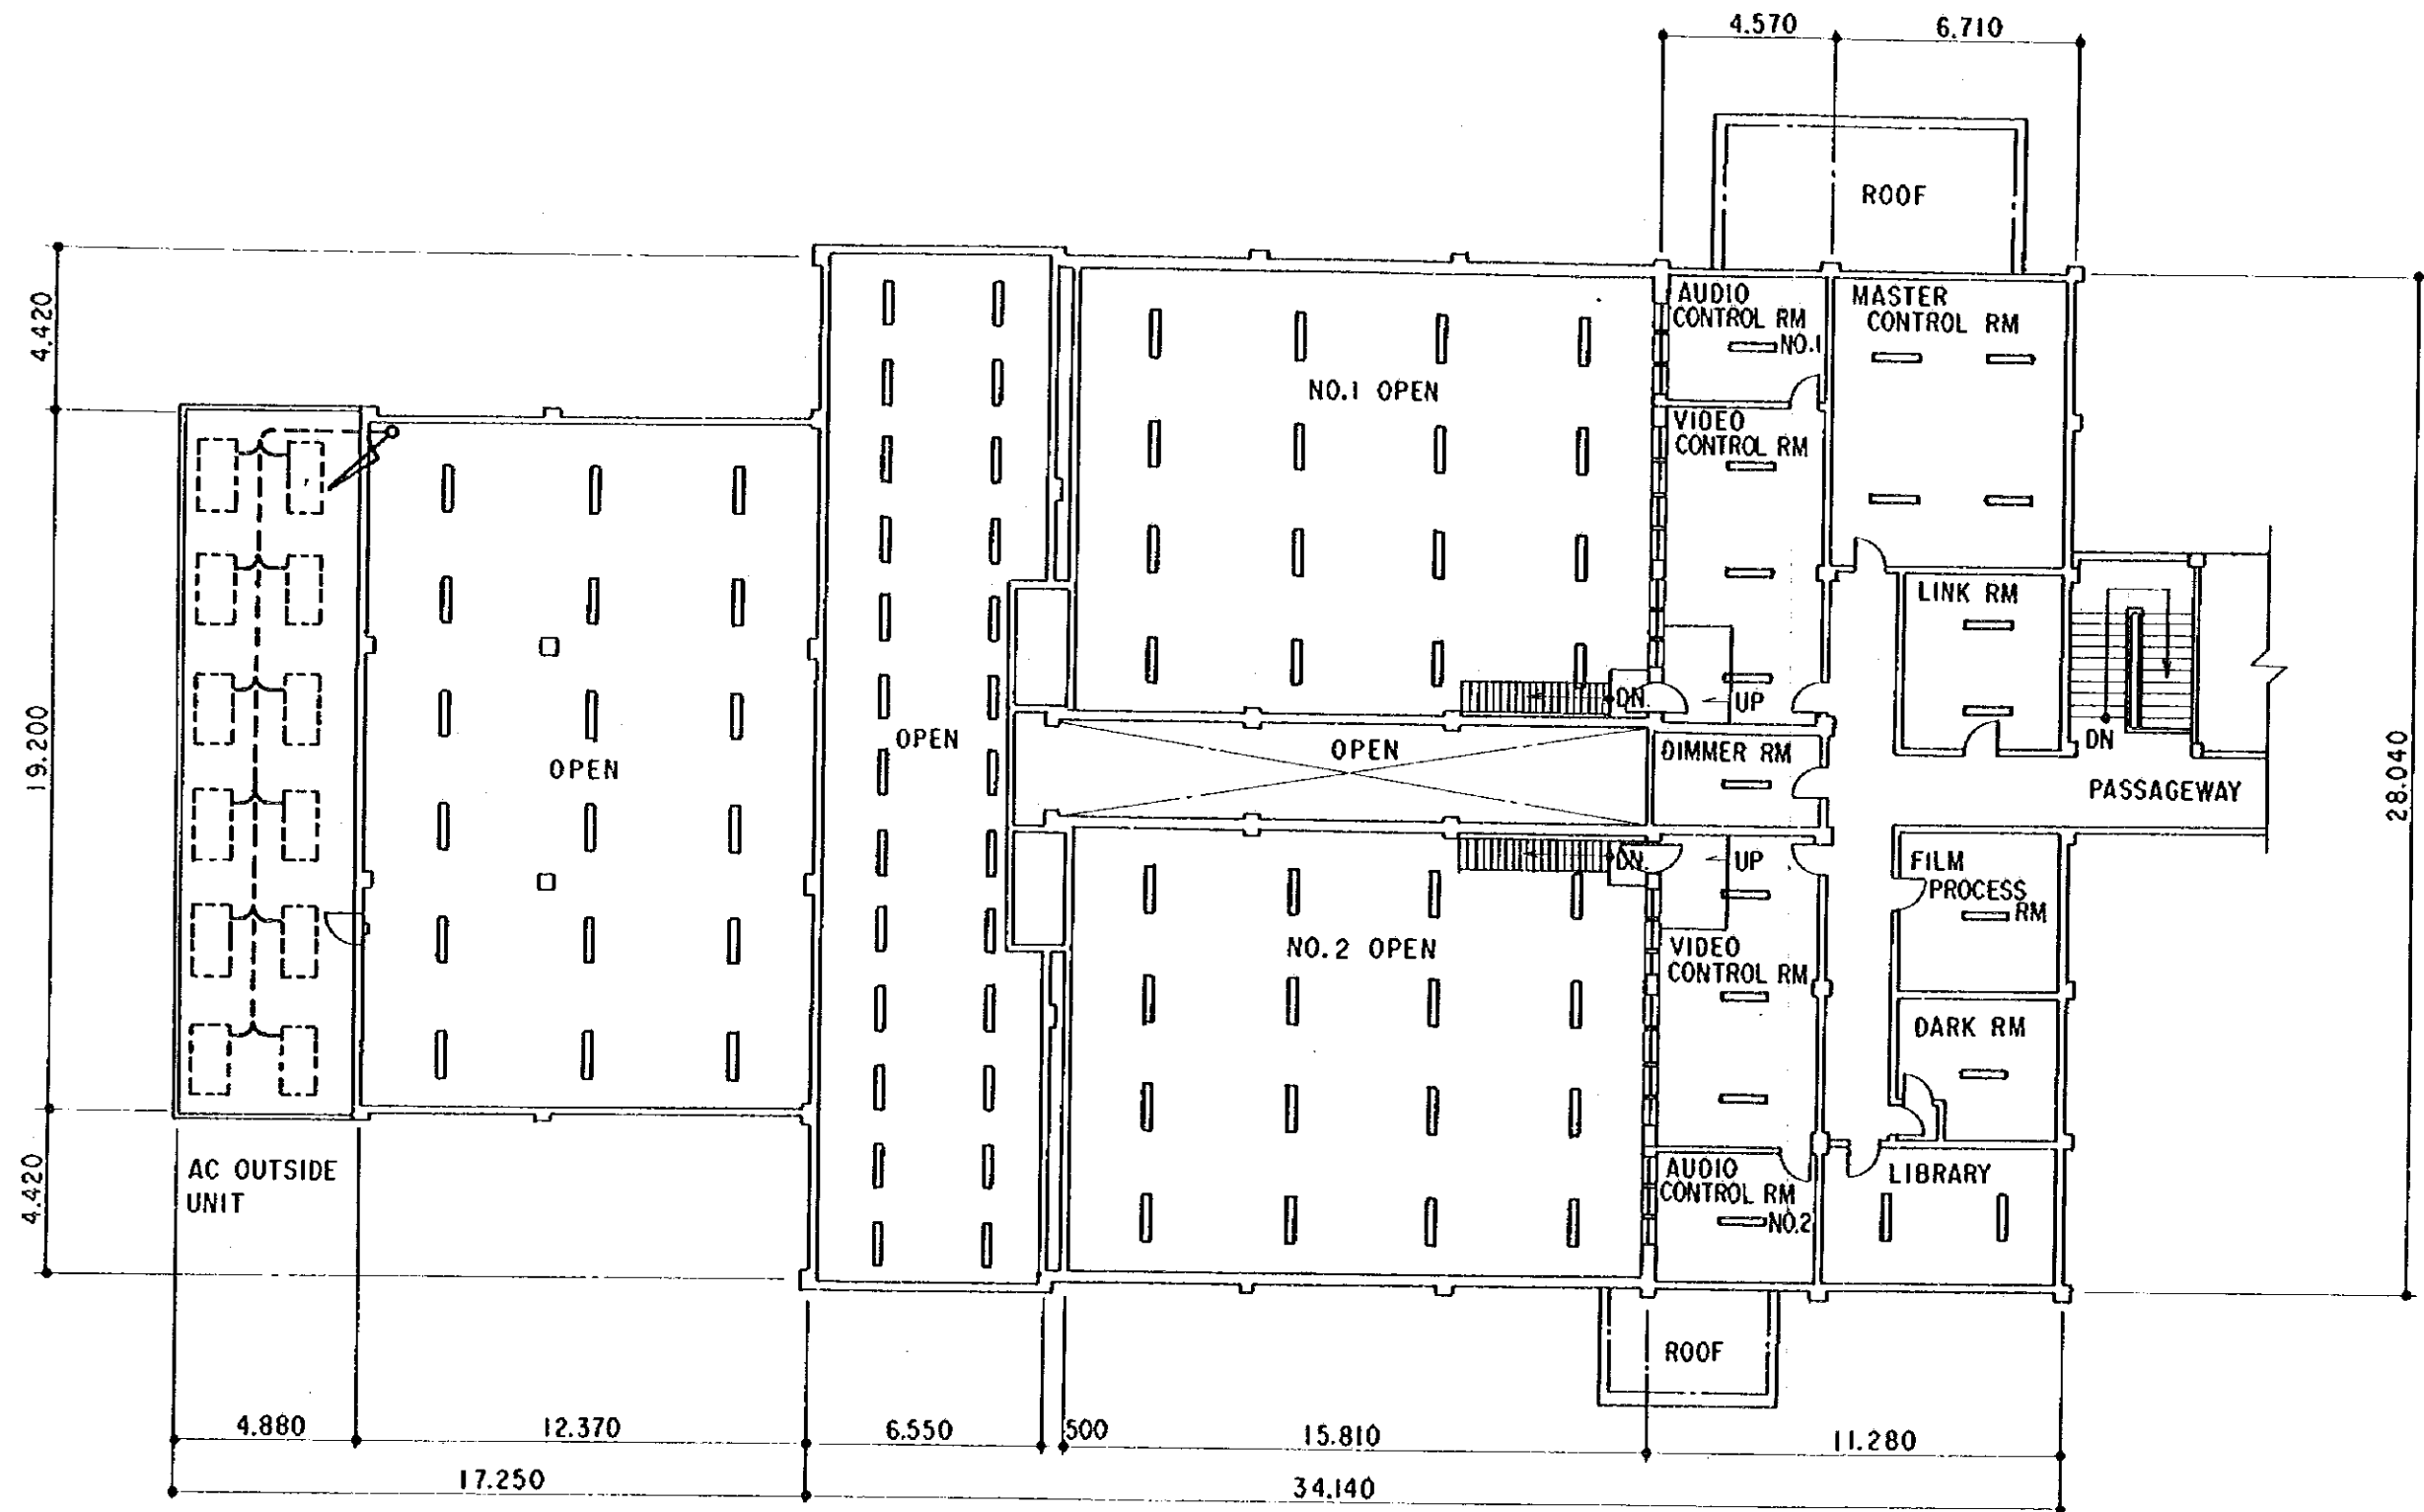 4.570
6.710
ROOF
4.420
AUDIO
CONTROL RM
NO.1
MASTER
CONTROL RM
NO.1 OPEN
VIDEO
CONTROL RM
LINK RM
19.200
DN.
UP
OPEN
OPEN
OPEN
DIMMER RM
DN
PASSAGEWAY
28.040
DN.
UP
FILM
PROCESS
RM
NO.2 OPEN
VIDEO
CONTROL RM
DARK RM
4.420
AC OUTSIDE
UNIT
AUDIO
CONTROL RM
NO.2
LIBRARY
ROOF
4.880
12.370
6.550
500
15.810
11.280
17.250
34.140